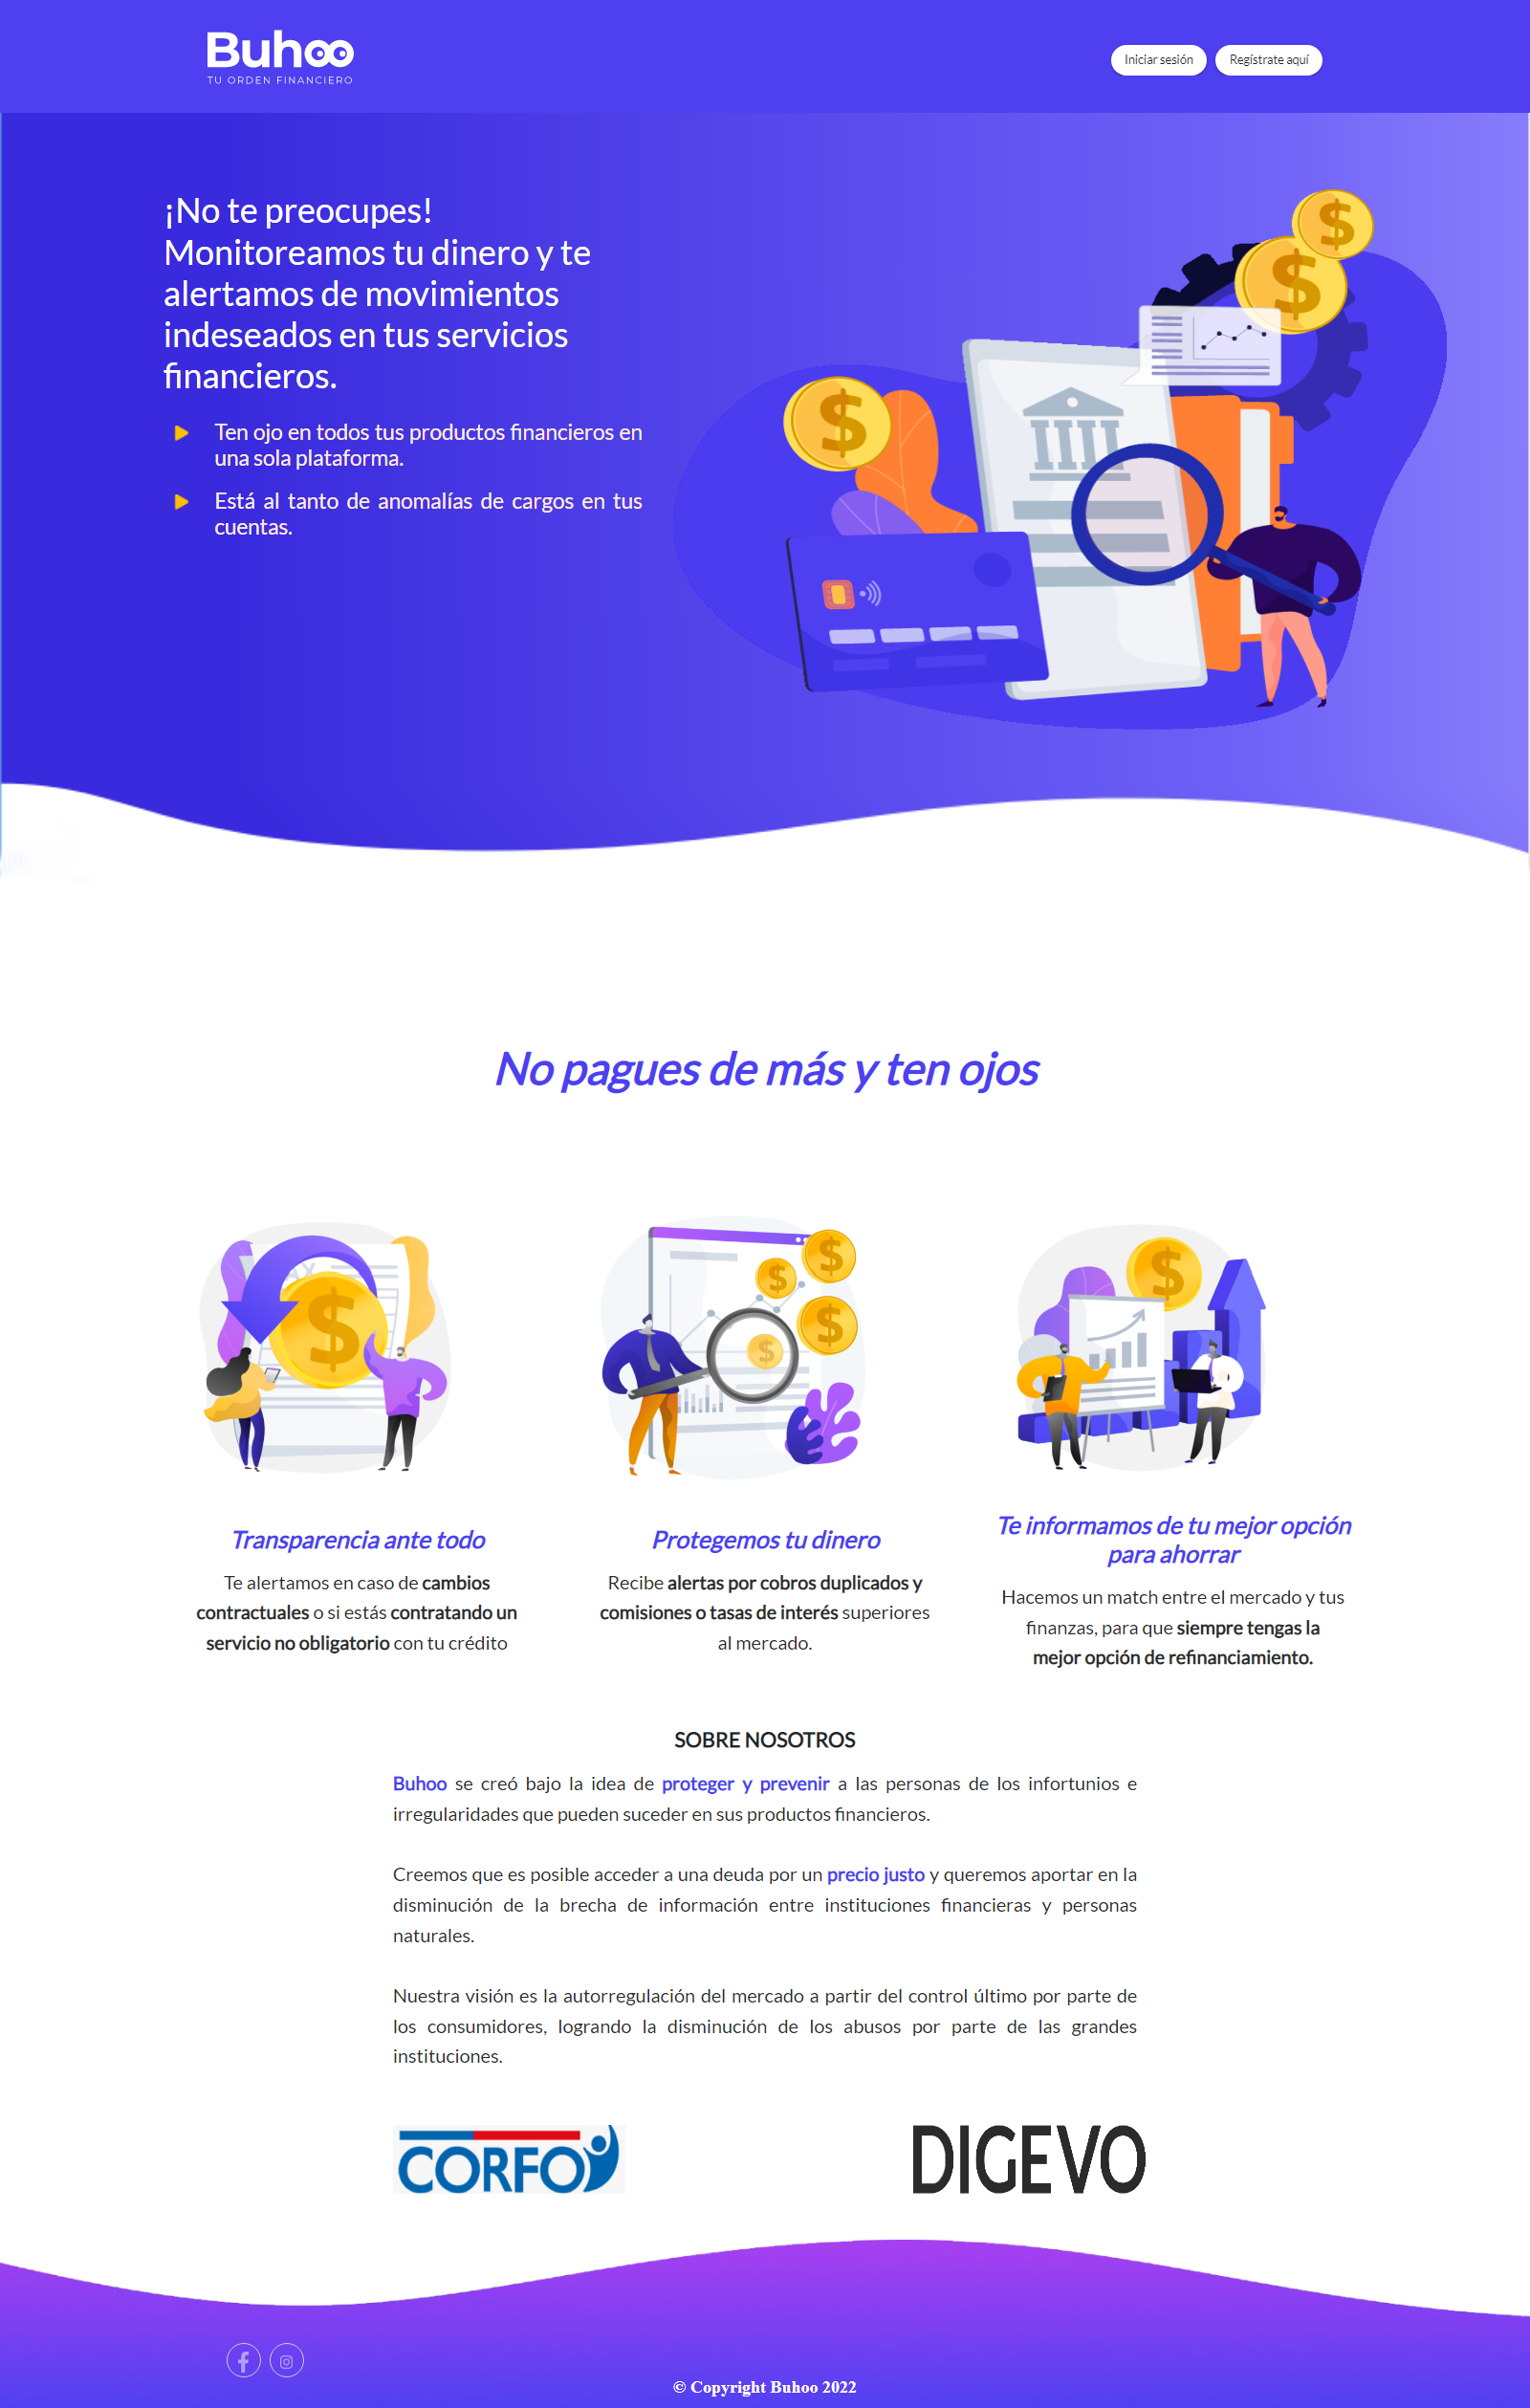 Buhoo
TU ORDEN FINANCIERO
Iniciar sesión
Regístrate aquí
¡No te preocupes!
Monitoreamos tu dinero y te
alertamos de movimientos
indeseados en tus servicios
financieros.
Ten ojo en todos tus productos financieros en
una sola plataforma.
Está al tanto de anomalías de cargos en tus
cuentas.
No pagues de más y ten ojos
Transparencia ante todo
Te alertamos en caso de cambios
contractuales o si estás contratando un
servicio no obligatorio con tu crédito
Protegemos tu dinero
Recibe alertas por cobros duplicados y
comisiones o tasas de interés superiores
al mercado.
Te informamos de tu mejor opción
para ahorrar
Hacemos un match entre el mercado y tus
finanzas, para que siempre tengas la
mejor opción de refinanciamiento.
SOBRE NOSOTROS
Buhoo se creó bajo la idea de proteger y prevenir a las personas de los infortunios e
irregularidades que pueden suceder en sus productos financieros.
Creemos que es posible acceder a una deuda por un precio justo y queremos aportar en la
disminución de la brecha de información entre instituciones financieras y personas
naturales.
Nuestra visión es la autorregulación del mercado a partir del control último por parte de
los consumidores, logrando la disminución de los abusos por parte de las grandes
instituciones.
CORFO
DIGEVO
© Copyright Buhoo 2022